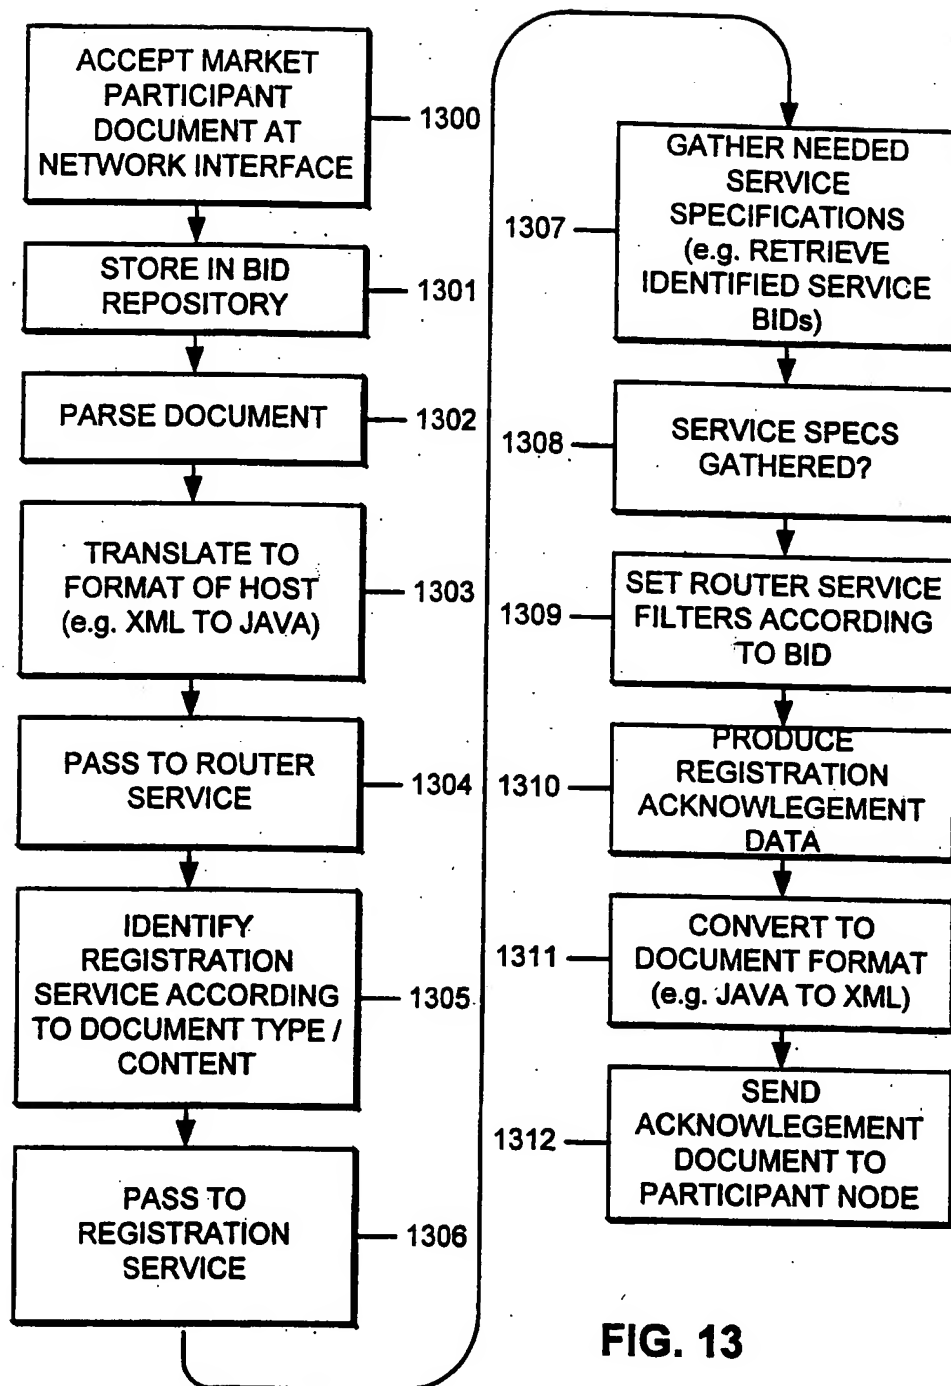 ACCEPT MARKET
PARTICIPANT
DOCUMENT AT
NETWORK INTERFACE
1300
STORE IN BID
REPOSITORY
1301
PARSE DOCUMENT
1302
TRANSLATE TO
FORMAT OF HOST
(e.g. XML TO JAVA)
1303
PASS TO ROUTER
SERVICE
1304
IDENTIFY
REGISTRATION
SERVICE ACCORDING
TO DOCUMENT TYPE /
CONTENT
1305
PASS TO
REGISTRATION
SERVICE
1306
GATHER NEEDED
SERVICE
SPECIFICATIONS
(e.g. RETRIEVE
IDENTIFIED SERVICE
BIDs)
1307
SERVICE SPECS
GATHERED?
1308
SET ROUTER SERVICE
FILTERS ACCORDING
TO BID
1309
PRODUCE
REGISTRATION
ACKNOWLEGEMENT
DATA
1310
CONVERT TO
DOCUMENT FORMAT
(e.g. JAVA TO XML)
1311
SEND
ACKNOWLEGEMENT
DOCUMENT TO
PARTICIPANT NODE
1312
FIG. 13